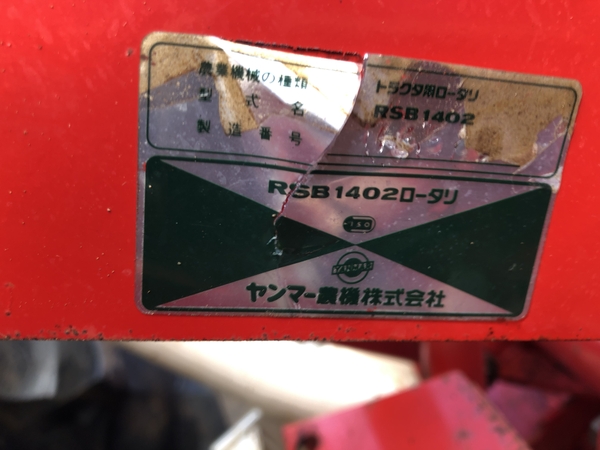 農業機械の種類 トラクタ用ロータリ
型式名 RSB1402
製造番号
RSB1402ロータリ
ISO
YANMAR
ヤンマー農機株式会社